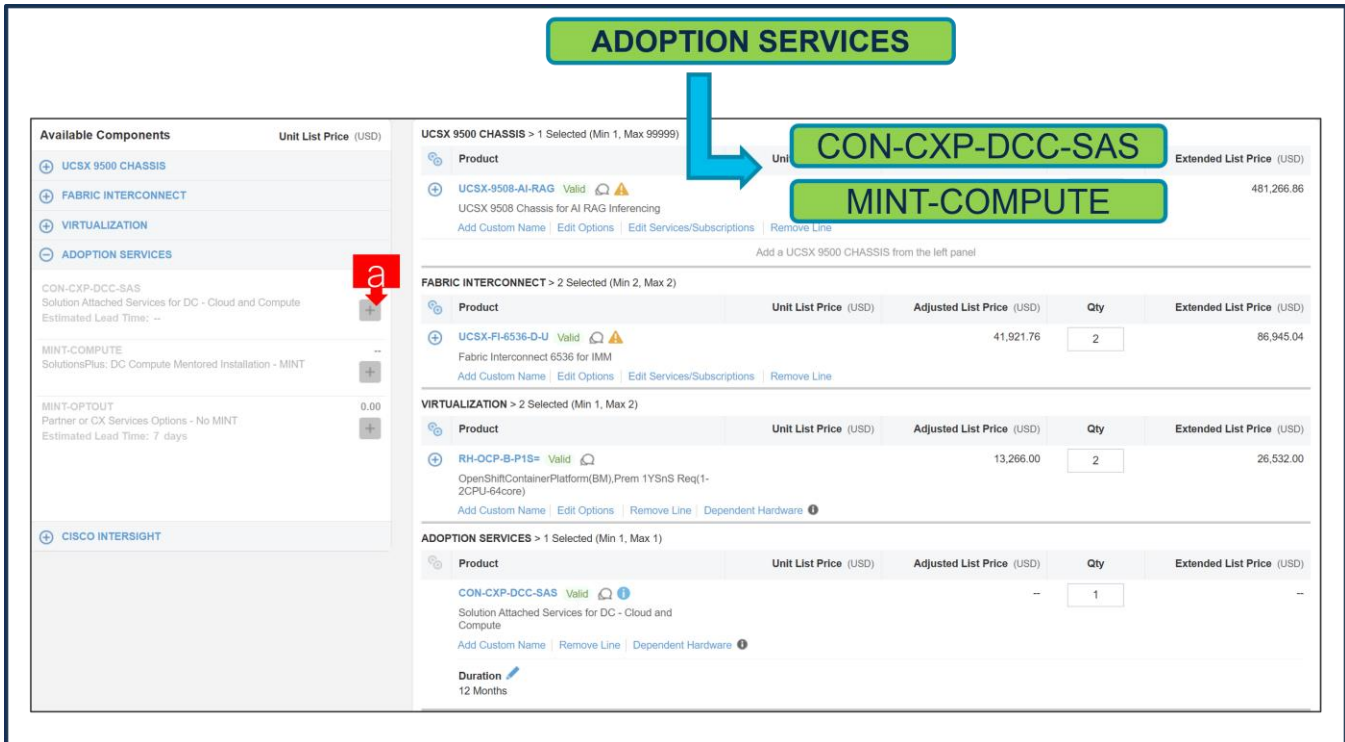 ADOPTION SERVICES
CON-CXP-DCC-SAS
MINT-COMPUTE
Available Components Unit List Price (USD)
UCSX 9500 CHASSIS
FABRIC INTERCONNECT
VIRTUALIZATION
ADOPTION SERVICES
a
CON-CXP-DCC-SAS
Solution Attached Services for DC - Cloud and Compute
Estimated Lead Time: --
MINT-COMPUTE --
SolutionsPlus: DC Compute Mentored Installation - MINT
MINT-OPTOUT 0.00
Partner or CX Services Options - No MINT
Estimated Lead Time: 7 days
CISCO INTERSIGHT
UCSX 9500 CHASSIS > 1 Selected (Min 1, Max 99999)
Product Extended List Price (USD)
UCSX-9508-AI-RAG Valid 481,266.86
UCSX 9508 Chassis for AI RAG Inferencing
Add Custom Name | Edit Options | Edit Services/Subscriptions | Remove Line
Add a UCSX 9500 CHASSIS from the left panel
FABRIC INTERCONNECT > 2 Selected (Min 2, Max 2)
Product Unit List Price (USD) Adjusted List Price (USD) Qty Extended List Price (USD)
UCSX-FI-6536-D-U Valid 41,921.76 2 86,945.04
Fabric Interconnect 6536 for IMM
Add Custom Name | Edit Options | Edit Services/Subscriptions | Remove Line
VIRTUALIZATION > 2 Selected (Min 1, Max 2)
Product Unit List Price (USD) Adjusted List Price (USD) Qty Extended List Price (USD)
RH-OCP-B-P1S= Valid 13,266.00 2 26,532.00
OpenShiftContainerPlatform(BM),Prem 1YSnS Req(1-
2CPU-64core)
Add Custom Name | Edit Options | Remove Line | Dependent Hardware
ADOPTION SERVICES > 1 Selected (Min 1, Max 1)
Product Unit List Price (USD) Adjusted List Price (USD) Qty Extended List Price (USD)
CON-CXP-DCC-SAS Valid -- 1 --
Solution Attached Services for DC - Cloud and
Compute
Add Custom Name | Remove Line | Dependent Hardware
Duration
12 Months